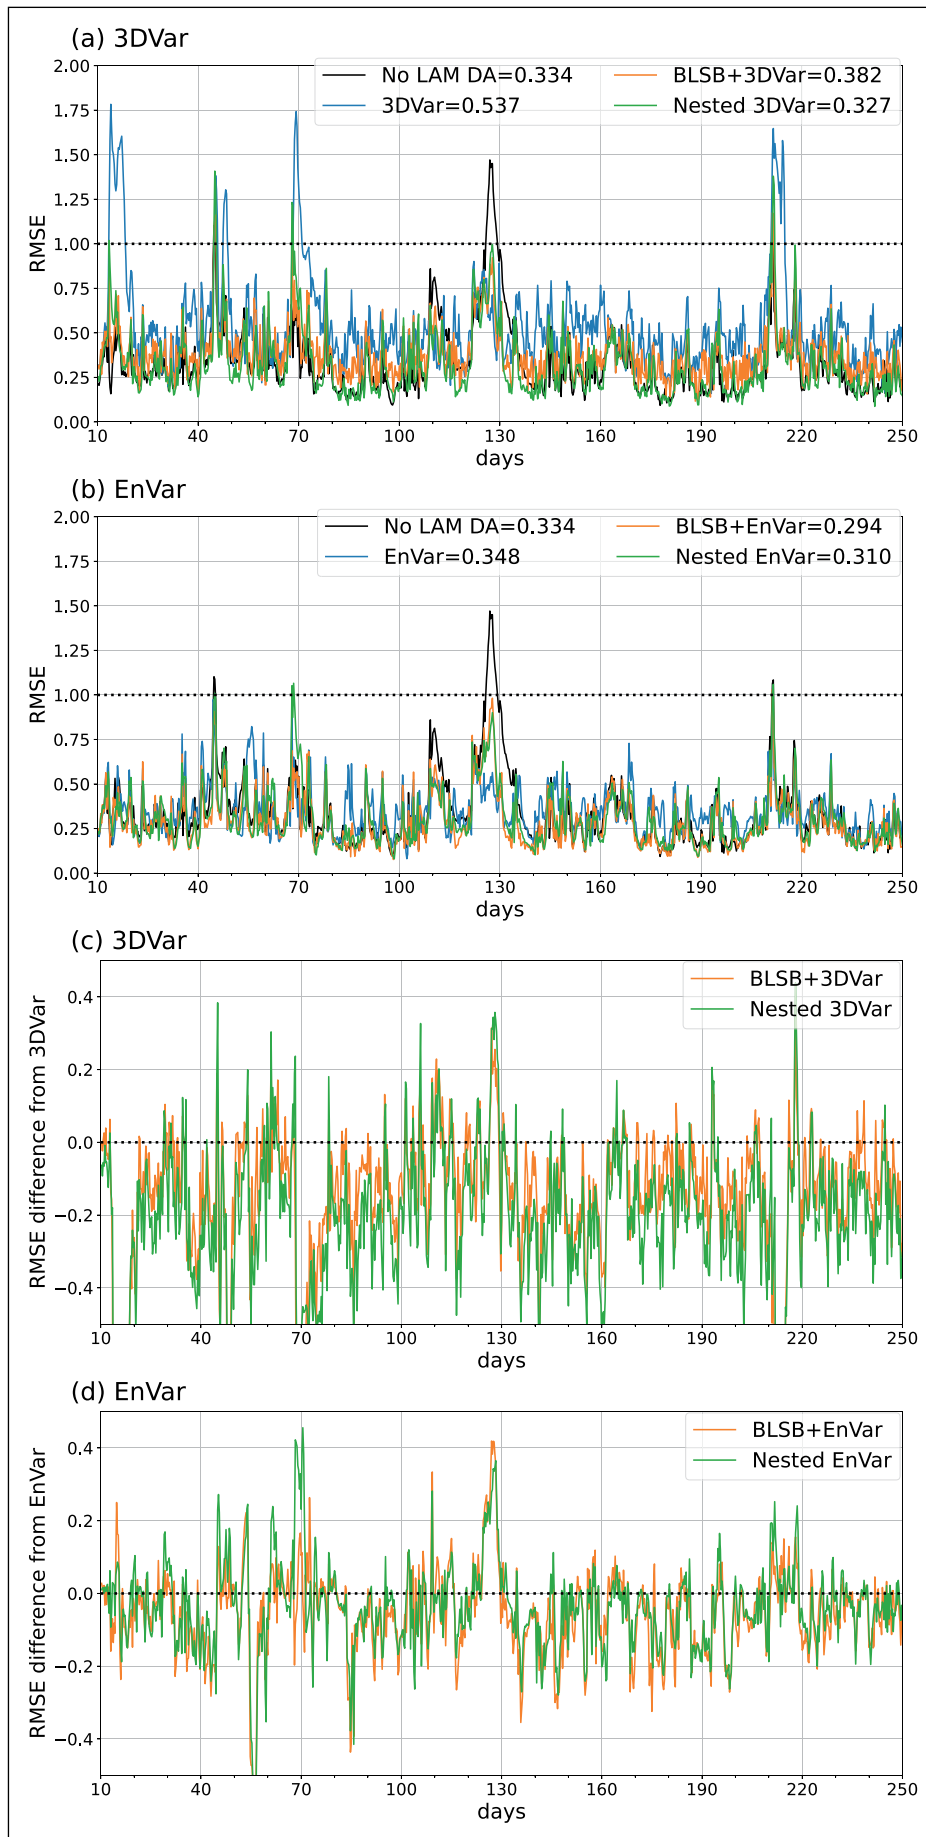 (a) 3DVar
No LAM DA=0.334
3DVar=0.537
BLSB+3DVar=0.382
Nested 3DVar=0.327
2.00
1.75
1.50
1.25
1.00
0.75
0.50
0.25
0.00
RMSE
10 40 70 100 130 160 190 220 250
days
(b) EnVar
No LAM DA=0.334
EnVar=0.348
BLSB+EnVar=0.294
Nested EnVar=0.310
2.00
1.75
1.50
1.25
1.00
0.75
0.50
0.25
0.00
RMSE
10 40 70 100 130 160 190 220 250
days
(c) 3DVar
BLSB+3DVar
Nested 3DVar
0.4
0.2
0.0
−0.2
−0.4
RMSE difference from 3DVar
10 40 70 100 130 160 190 220 250
days
(d) EnVar
BLSB+EnVar
Nested EnVar
0.4
0.2
0.0
−0.2
−0.4
RMSE difference from EnVar
10 40 70 100 130 160 190 220 250
days